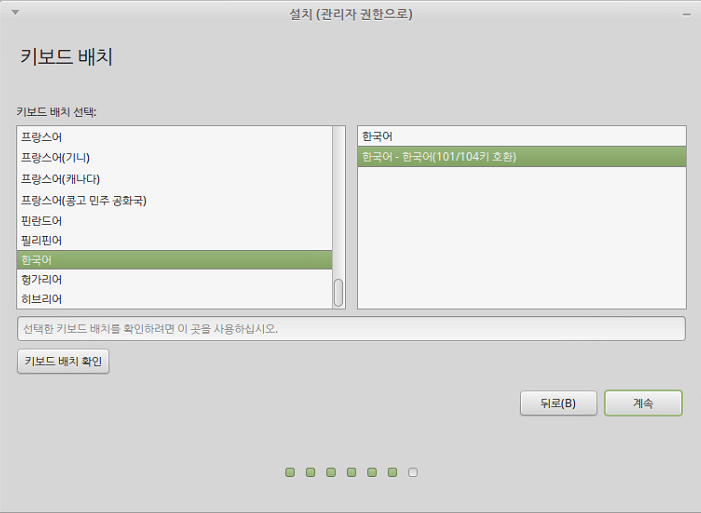 설치 (관리자 권한으로)
키보드 배치
키보드 배치 선택:
프랑스어
프랑스어(기니)
프랑스어(캐나다)
프랑스어(콩고 민주 공화국)
핀란드어
필리핀어
한국어
헝가리어
히브리어
한국어
한국어 - 한국어(101/104키 호환)
선택한 키보드 배치를 확인하려면 이 곳을 사용하십시오.
키보드 배치 확인
뒤로(B)
계속